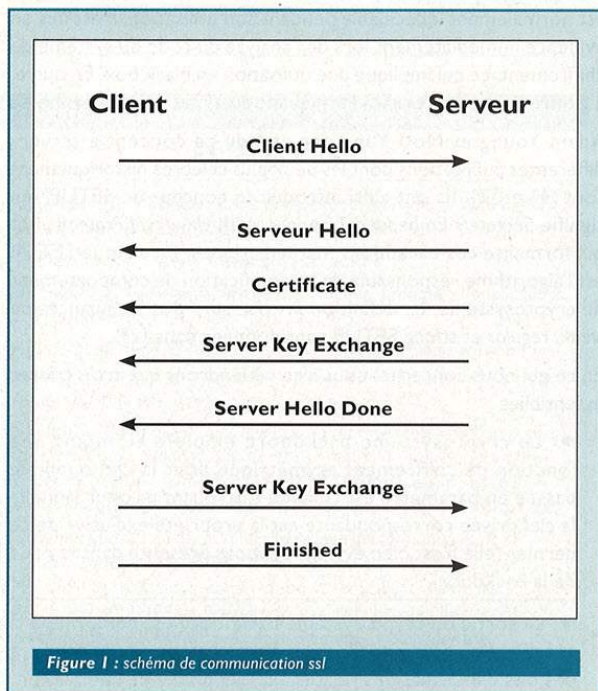 Client Serveur
Client Hello
Serveur Hello
Certificate
Server Key Exchange
Server Hello Done
Server Key Exchange
Finished
Figure 1 : schéma de communication ssl